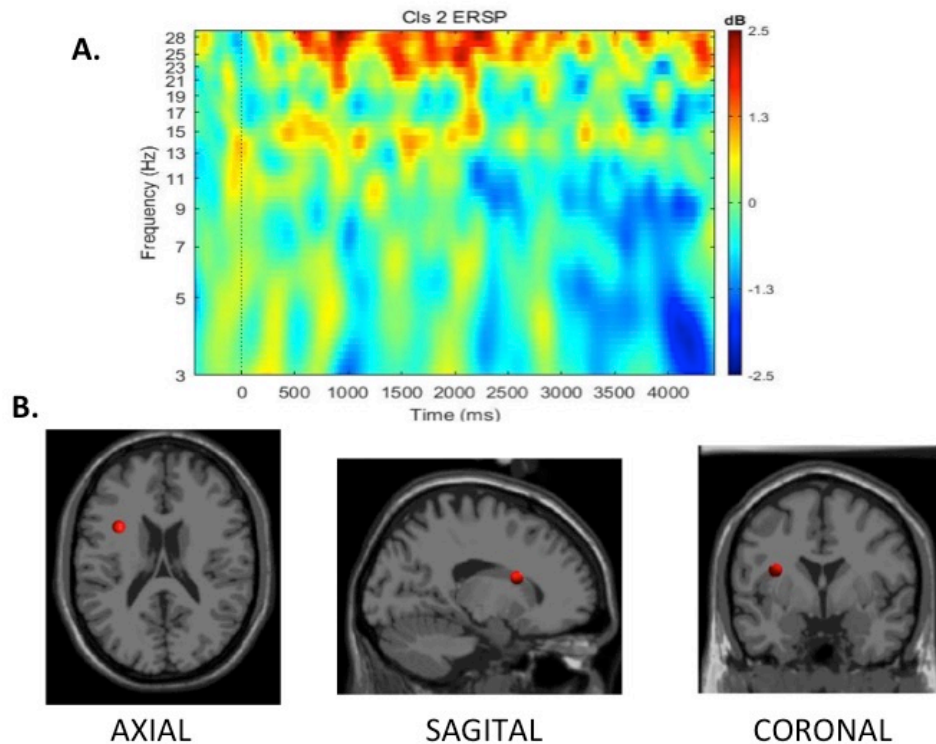 A.
Cls 2 ERSP
dB
Frequency (Hz)
28
25
23
21
19
17
15
13
11
9
7
5
3
2.5
1.3
0
-1.3
-2.5
0 500 1000 1500 2000 2500 3000 3500 4000
Time (ms)
B.
AXIAL SAGITAL CORONAL